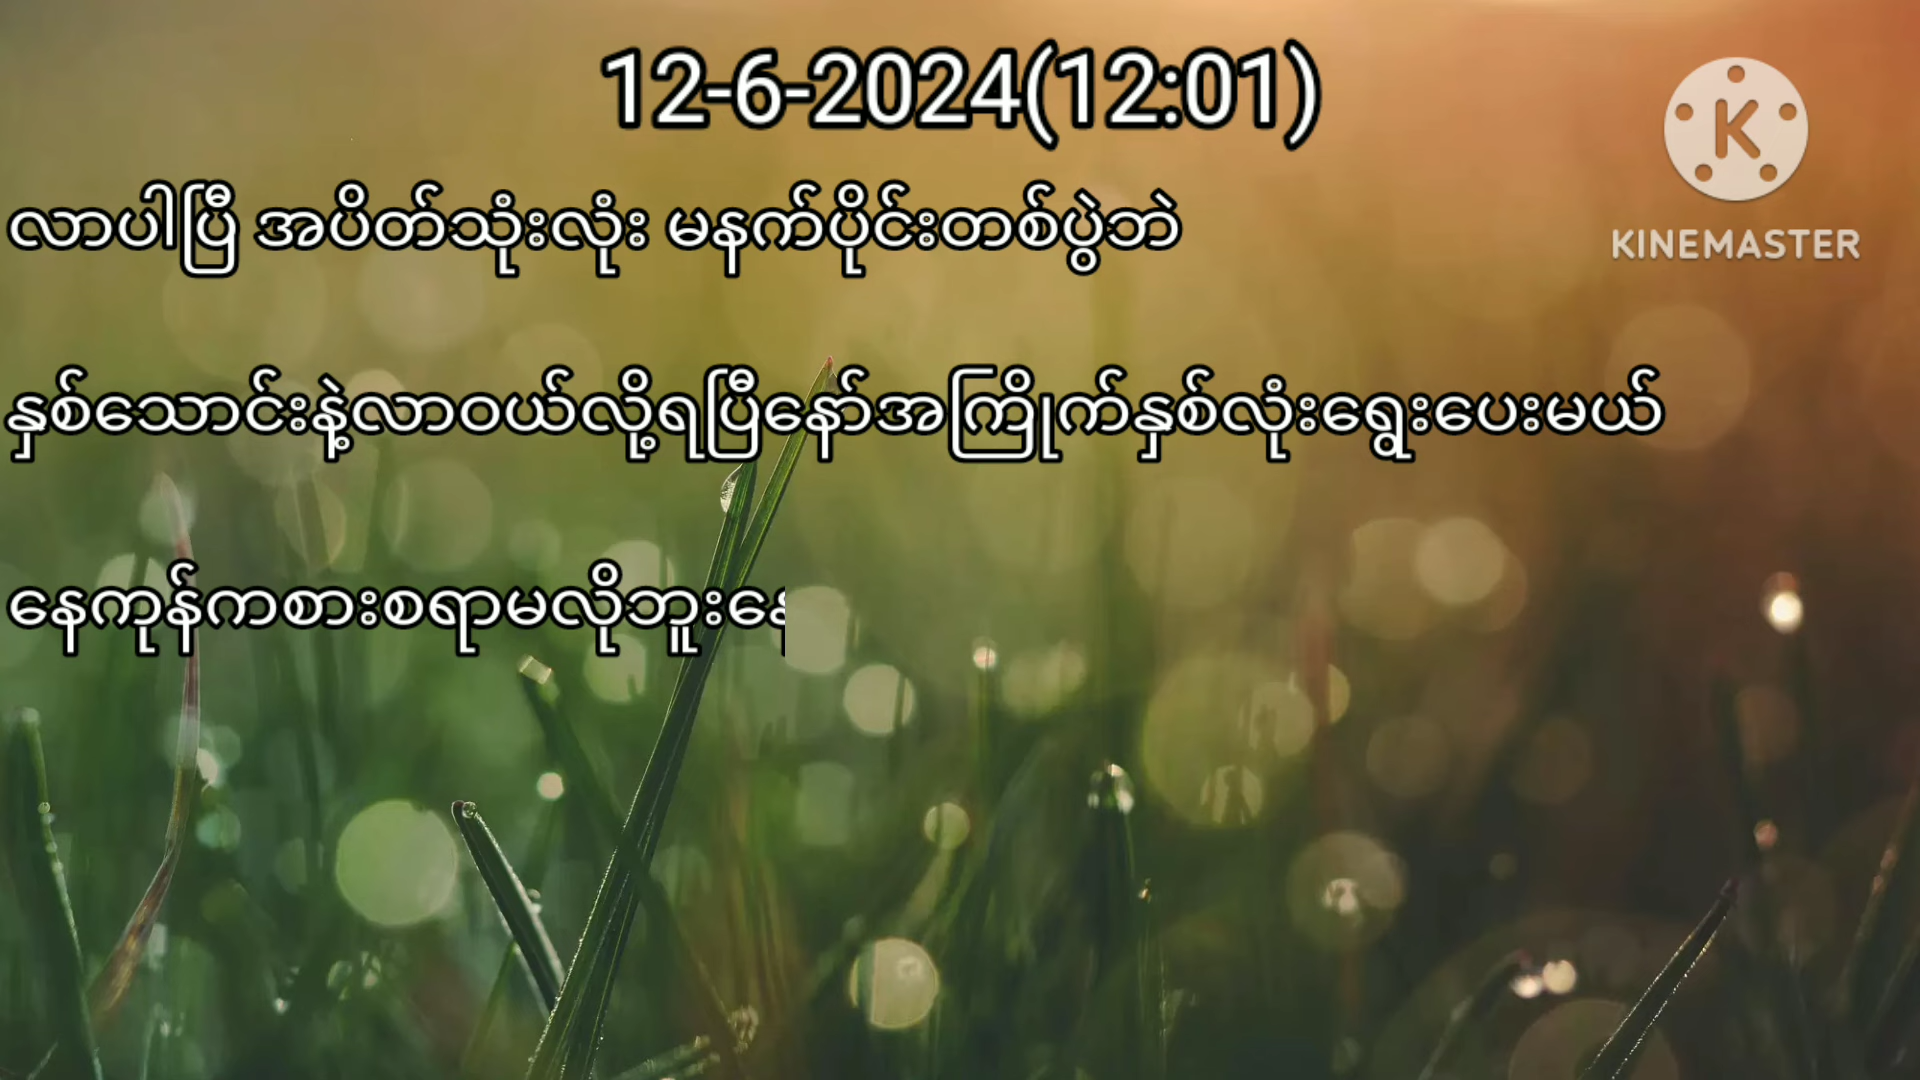 12-6-2024(12:01)
K
KINEMASTER
လာပါပြီ အပိတ်သုံးလုံး မနက်ပိုင်းတစ်ပွဲဘဲ
နှစ်သောင်းနဲ့လာဝယ်လို့ရပြီနော်အကြိုက်နှစ်လုံးရွေးပေးမယ်
နေကုန်ကစားစရာမလိုဘူး